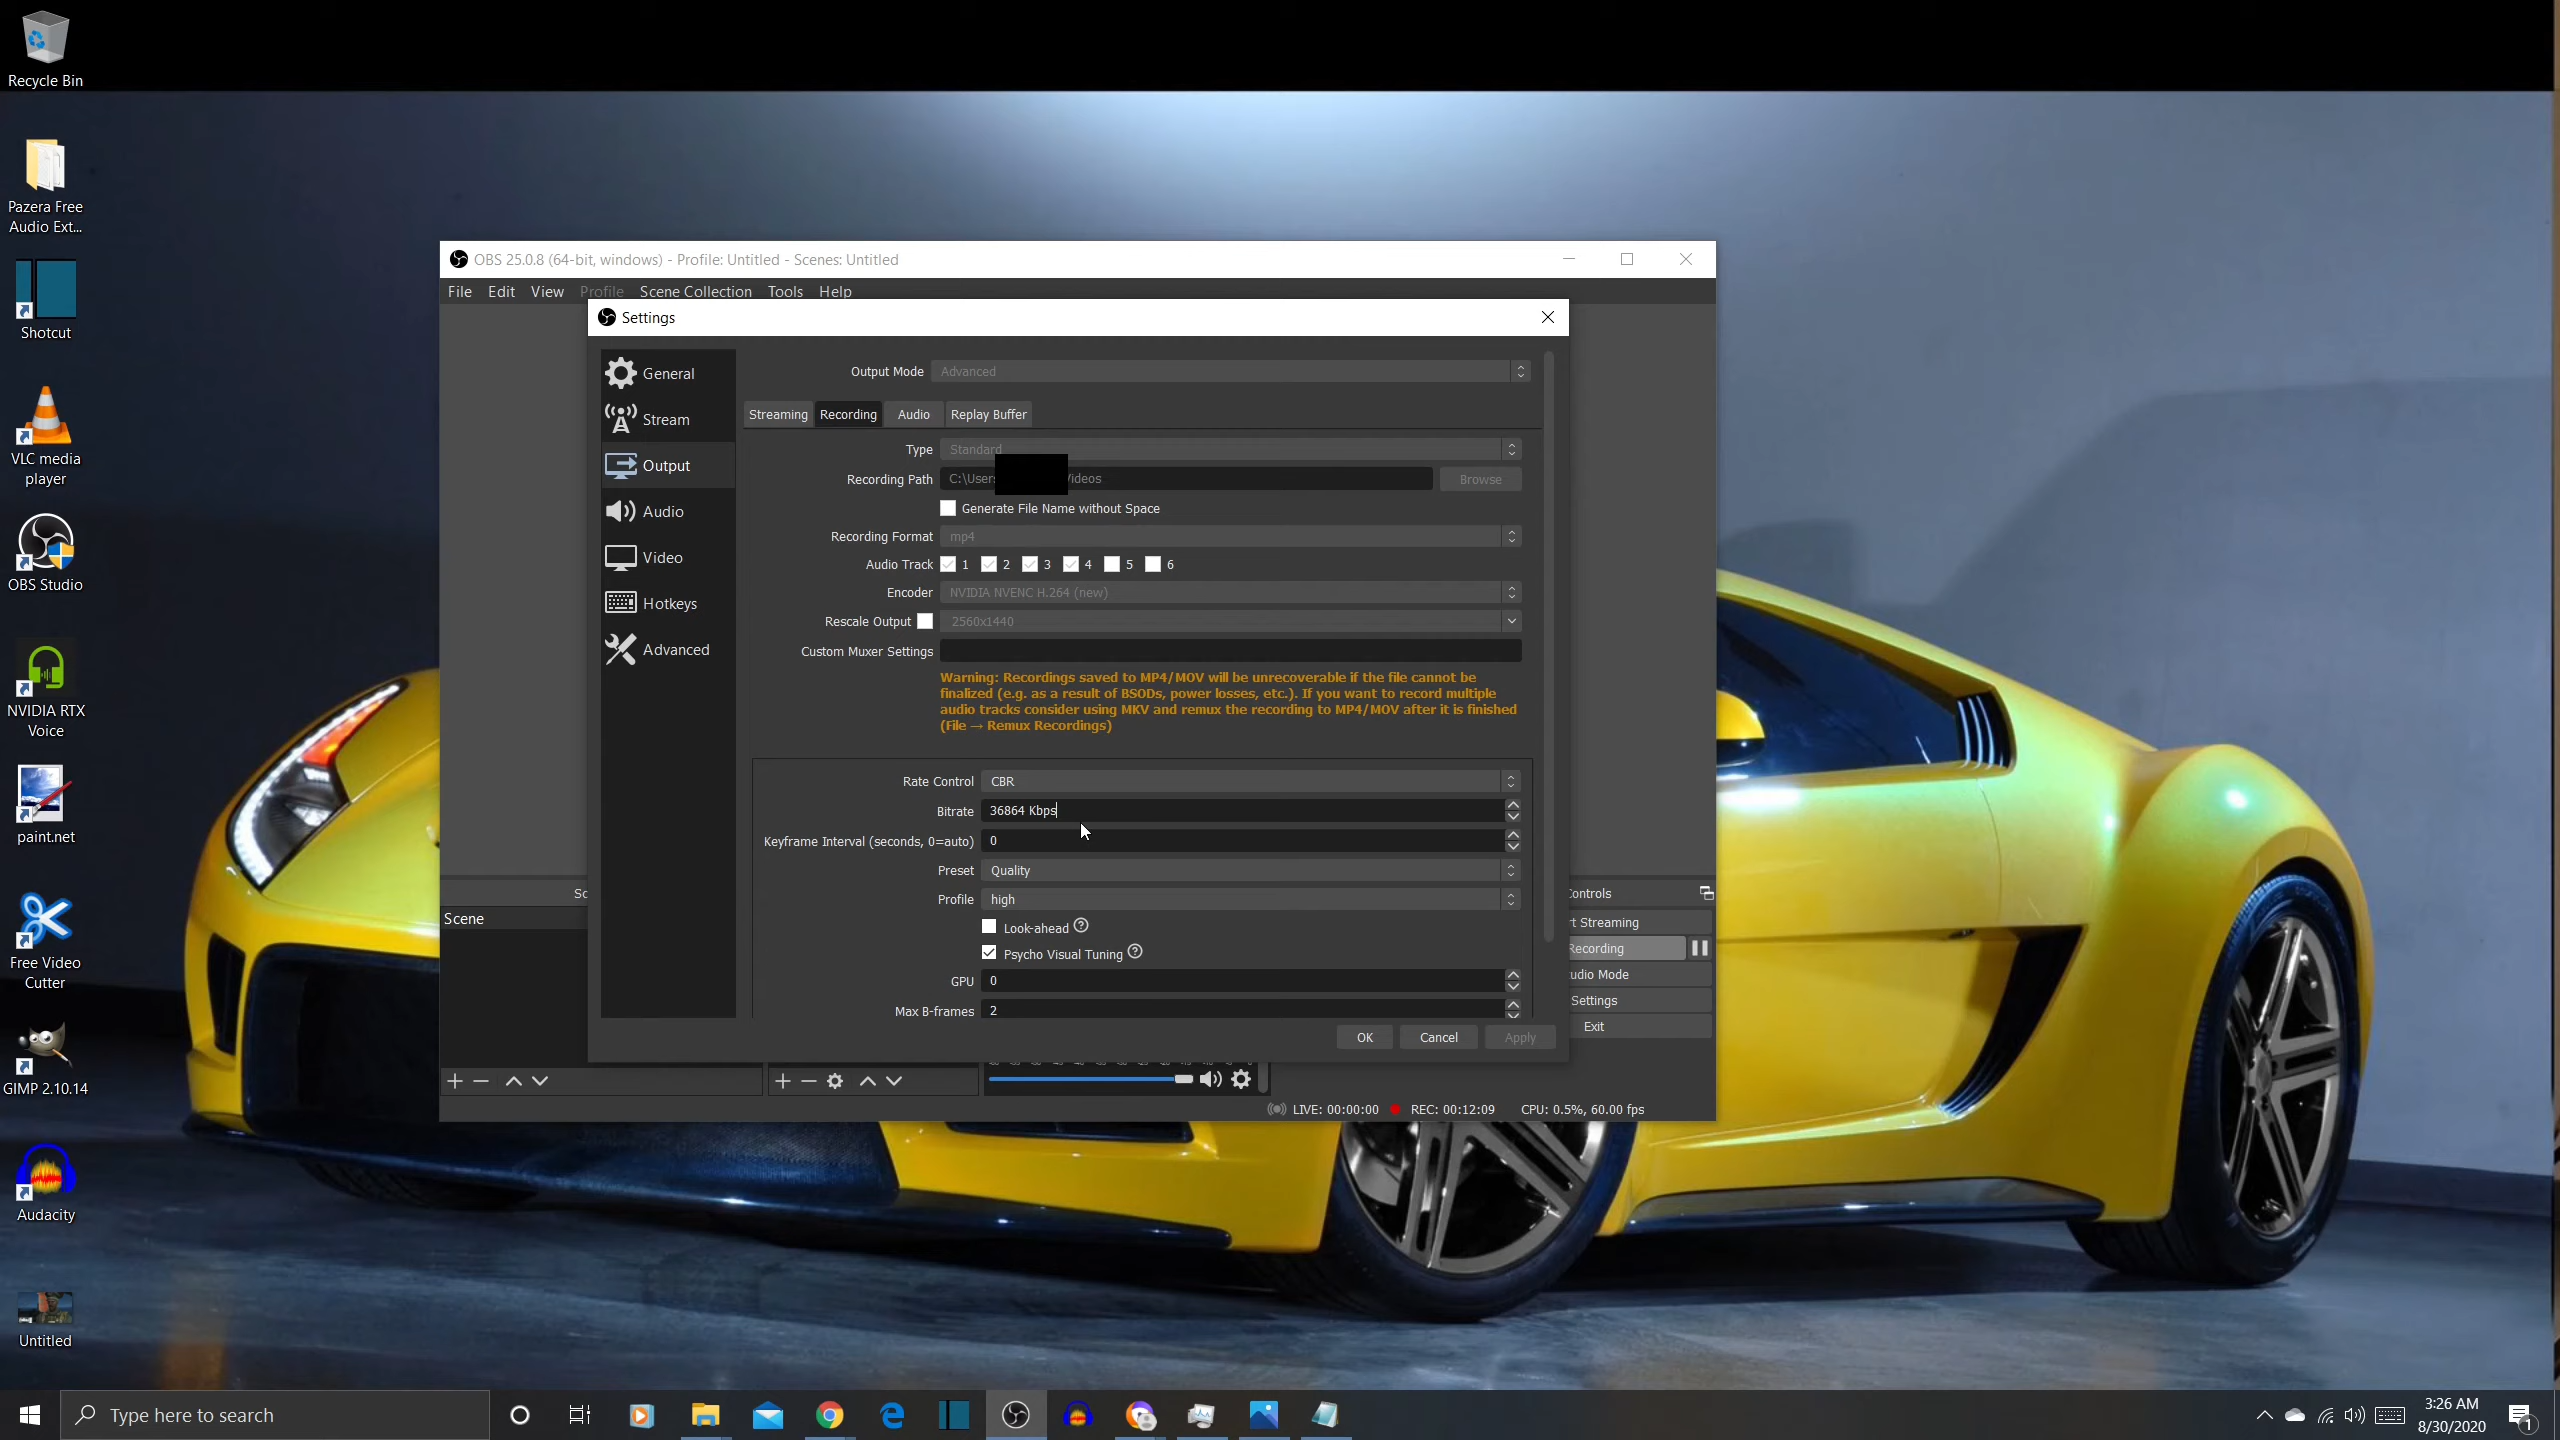 Recycle Bin
Pazera Free
Audio Ext...
Shotcut
VLC media
player
OBS Studio
NVIDIA RTX
Voice
paint.net
Free Video
Cutter
GIMP 2.10.14
Audacity
Untitled
OBS 25.0.8 (64-bit, windows) - Profile: Untitled - Scenes: Untitled
File Edit View Profile Scene Collection Tools Help
Settings
General
Stream
Output
Audio
Video
Hotkeys
Advanced
Output Mode Advanced
Streaming Recording Audio Replay Buffer
Type Standard
Recording Path C:\Users Videos
Browse
Generate File Name without Space
Recording Format mp4
Audio Track 1 2 3 4 5 6
Encoder NVIDIA NVENC H.264 (new)
Rescale Output 2560x1440
Custom Muxer Settings
Warning: Recordings saved to MP4/MOV will be unrecoverable if the file cannot be
finalized (e.g. as a result of BSODs, power losses, etc.). If you want to record multiple
audio tracks consider using MKV and remux the recording to MP4/MOV after it is finished
(File → Remux Recordings)
Rate Control CBR
Bitrate 36864 Kbps
Keyframe Interval (seconds, 0=auto) 0
Preset Quality
Profile high
Look-ahead
Psycho Visual Tuning
GPU 0
Max B-frames 2
OK Cancel Apply
Sc
Scene
ontrols
rt Streaming
Recording
udio Mode
Settings
Exit
LIVE: 00:00:00 REC: 00:12:09 CPU: 0.5%, 60.00 fps
Type here to search
3:26 AM
8/30/2020
1